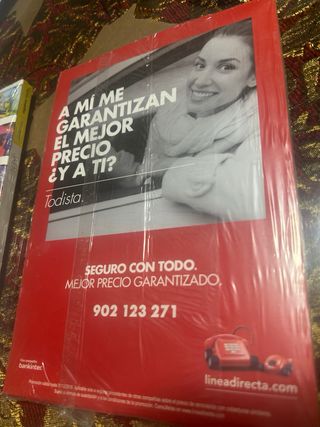 A MÍ ME
GARANTIZAN
EL MEJOR
PRECIO
¿Y A TI?
Todista.
SEGURO CON TODO.
MEJOR PRECIO GARANTIZADO.
902 123 271
bankinter.
lineadirecta.com